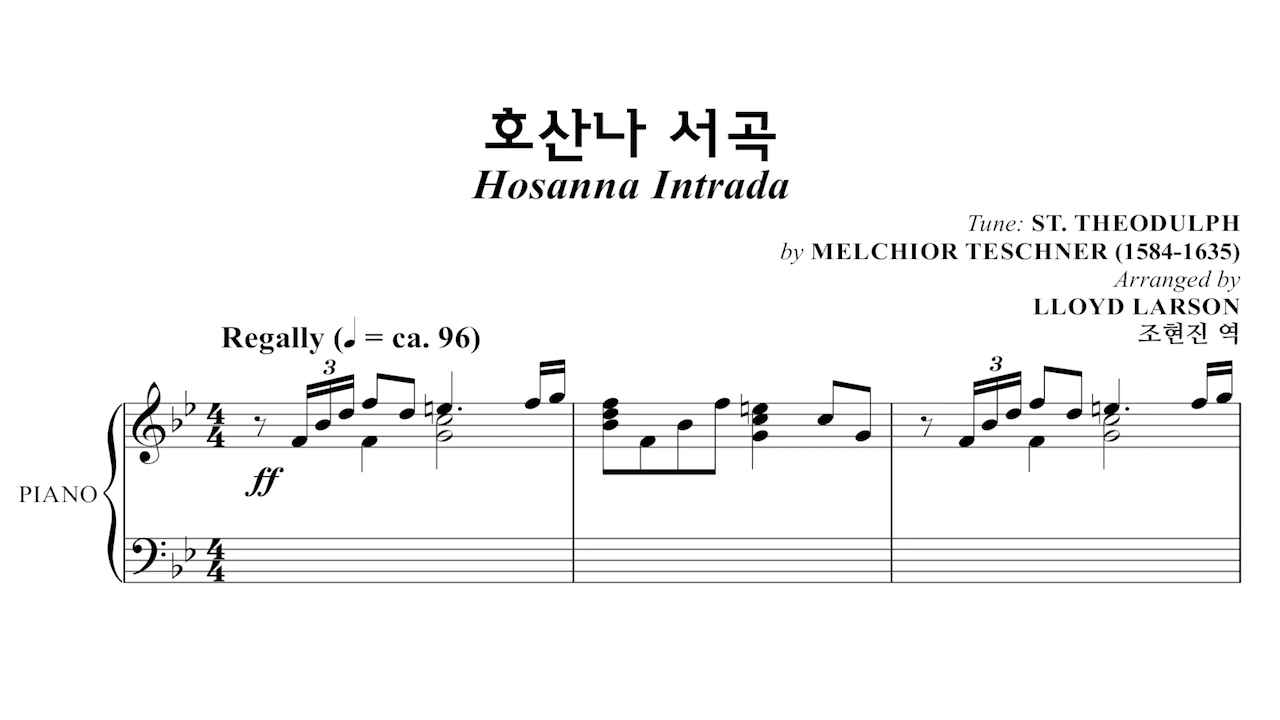 호산나 서곡
Hosanna Intrada
Tune: ST. THEODULPH
by MELCHIOR TESCHNER (1584-1635)
Arranged by
LLOYD LARSON
조현진 역
Regally (♩ = ca. 96)
3
3
ff
PIANO